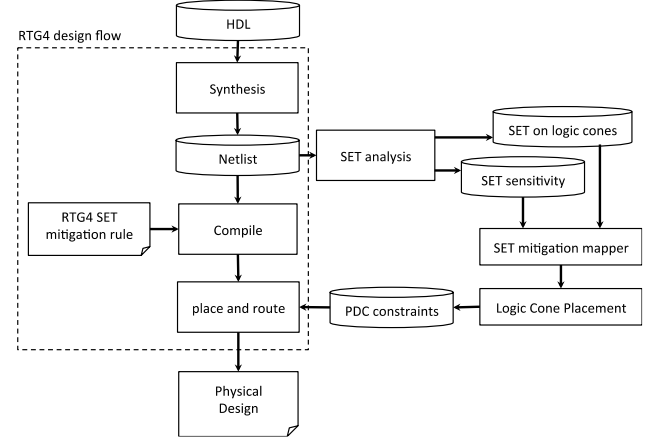 HDL
RTG4 design flow
Synthesis
SET on logic cones
Netlist
SET analysis
SET sensitivity
RTG4 SET
mitigation rule
Compile
SET mitigation mapper
place and route
PDC constraints
Logic Cone Placement
Physical
Design